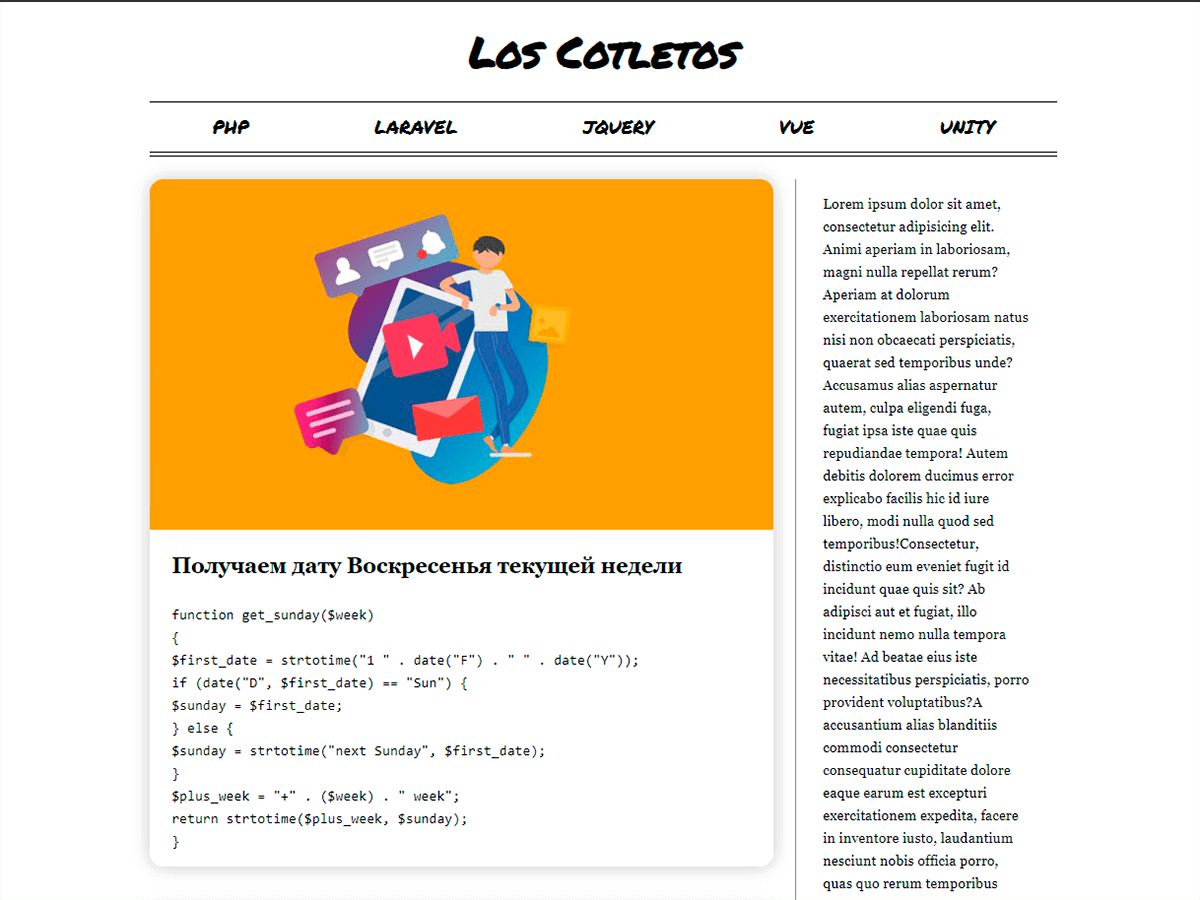 Los Cotletos
PHP
LARAVEL
JQUERY
VUE
UNITY
Получаем дату Воскресенья текущей недели
function get_sunday($week)
{
$first_date = strtotime("1 " . date("F") . " " . date("Y"));
if (date("D", $first_date) == "Sun") {
$sunday = $first_date;
} else {
$sunday = strtotime("next Sunday", $first_date);
}
$plus_week = "+" . ($week) . " week";
return strtotime($plus_week, $sunday);
}
Lorem ipsum dolor sit amet,
consectetur adipisicing elit.
Animi aperiam in laboriosam,
magni nulla repellat rerum?
Aperiam at dolorum
exercitationem laboriosam natus
nisi non obcaecati perspiciatis,
quaerat sed temporibus unde?
Accusamus alias aspernatur
autem, culpa eligendi fuga,
fugiat ipsa iste quae quis
repudiandae tempora! Autem
debitis dolorem ducimus error
explicabo facilis hic id iure
libero, modi nulla quod sed
temporibus!Consectetur,
distinctio eum eveniet fugit id
incidunt quae quis sit? Ab
adipisci aut et fugiat, illo
incidunt nemo nulla tempora
vitae! Ad beatae eius iste
necessitatibus perspiciatis, porro
provident voluptatibus?A
accusantium alias blanditiis
commodi consectetur
consequatur cupiditate dolore
eaque earum est excepturi
exercitationem expedita, facere
in inventore iusto, laudantium
nesciunt nobis officia porro,
quas quo rerum temporibus